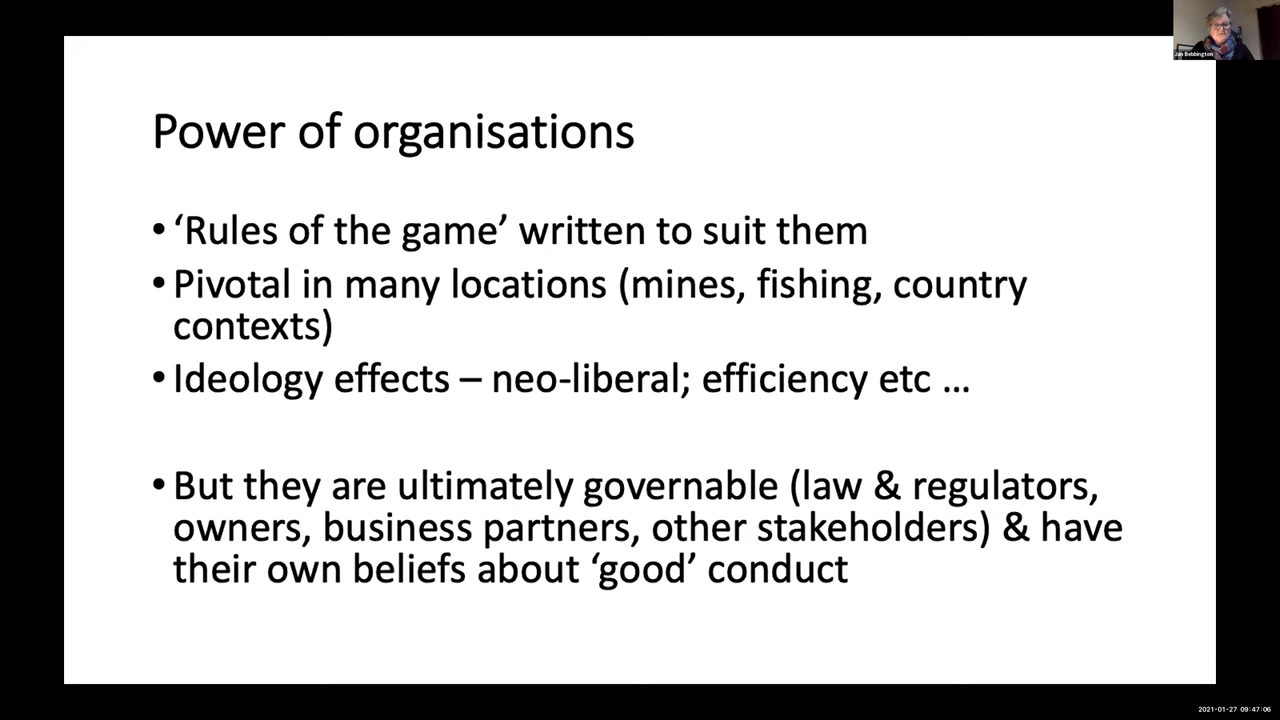 Jan Bebbington
Power of organisations
• ‘Rules of the game’ written to suit them
• Pivotal in many locations (mines, fishing, country
contexts)
• Ideology effects – neo-liberal; efficiency etc ...
• But they are ultimately governable (law & regulators,
owners, business partners, other stakeholders) & have
their own beliefs about ‘good’ conduct
2021-01-27 09:47:06